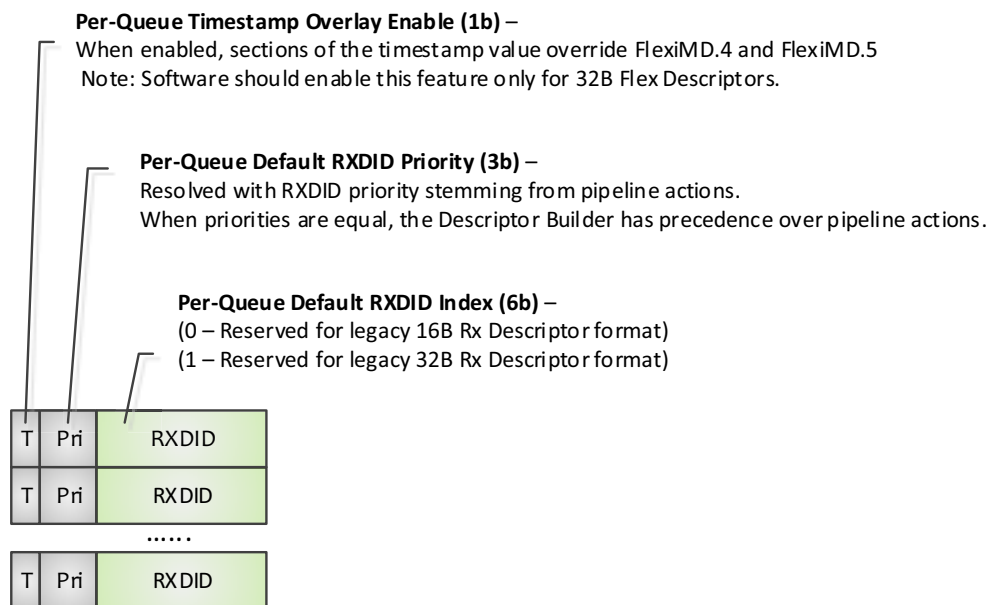 Per-Queue Timestamp Overlay Enable (1b) –
When enabled, sections of the timestamp value override FlexiMD.4 and FlexiMD.5
Note: Software should enable this feature only for 32B Flex Descriptors.
Per-Queue Default RXDID Priority (3b) –
Resolved with RXDID priority stemming from pipeline actions.
When priorities are equal, the Descriptor Builder has precedence over pipeline actions.
Per-Queue Default RXDID Index (6b) –
(0 – Reserved for legacy 16B Rx Descriptor format)
(1 – Reserved for legacy 32B Rx Descriptor format)
T Pri RXDID
T Pri RXDID
......
T Pri RXDID